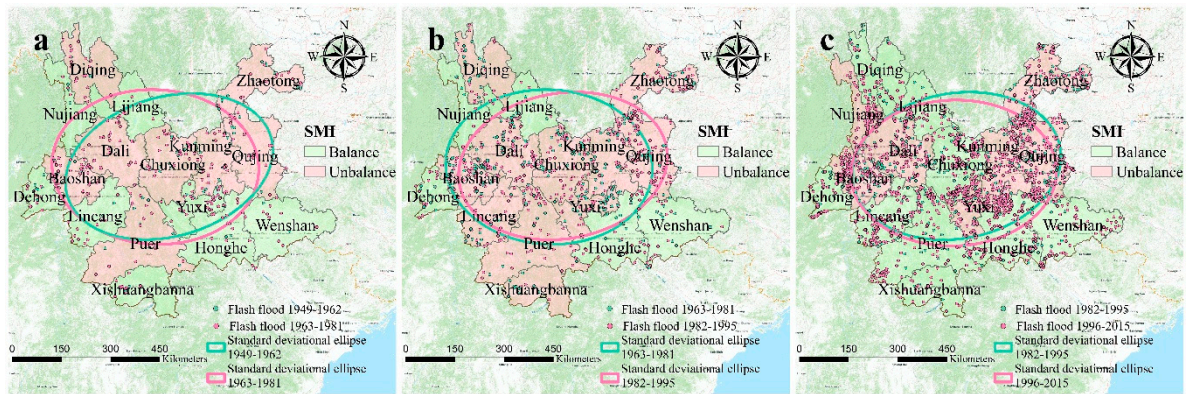 a
N
W E
S
Diqing
Zhaotong
Nujiang
Lijiang
SMI
Balance
Unbalance
Dali
Kunming
Chuxiong
Qujing
Baoshan
Dehong
Lincang
Yuxi
Wenshan
Puer
Honghe
Xishuangbanna
Flash flood 1949-1962
Flash flood 1963-1981
Standard deviational ellipse
1949-1962
Standard deviational ellipse
1963-1981
0 150 300 450
Kilometers
b
N
W E
S
Diqing
Zhaotong
Nujiang
Lijiang
SMI
Balance
Unbalance
Dali
Kunming
Chuxiong
Qujing
Baoshan
Dehong
Lincang
Yuxi
Wenshan
Puer
Honghe
Xishuangbanna
Flash flood 1963-1981
Flash flood 1982-1995
Standard deviational ellipse
1963-1981
Standard deviational ellipse
1982-1995
0 150 300 450
Kilometers
c
N
W E
S
Diqing
Zhaotong
Nujiang
Lijiang
SMI
Balance
Unbalance
Dali
Kunming
Chuxiong
Qujing
Baoshan
Dehong
Lincang
Yuxi
Wenshan
Puer
Honghe
Xishuangbanna
Flash flood 1982-1995
Flash flood 1996-2015
Standard deviational ellipse
1982-1995
Standard deviational ellipse
1996-2015
0 150 300 450
Kilometers